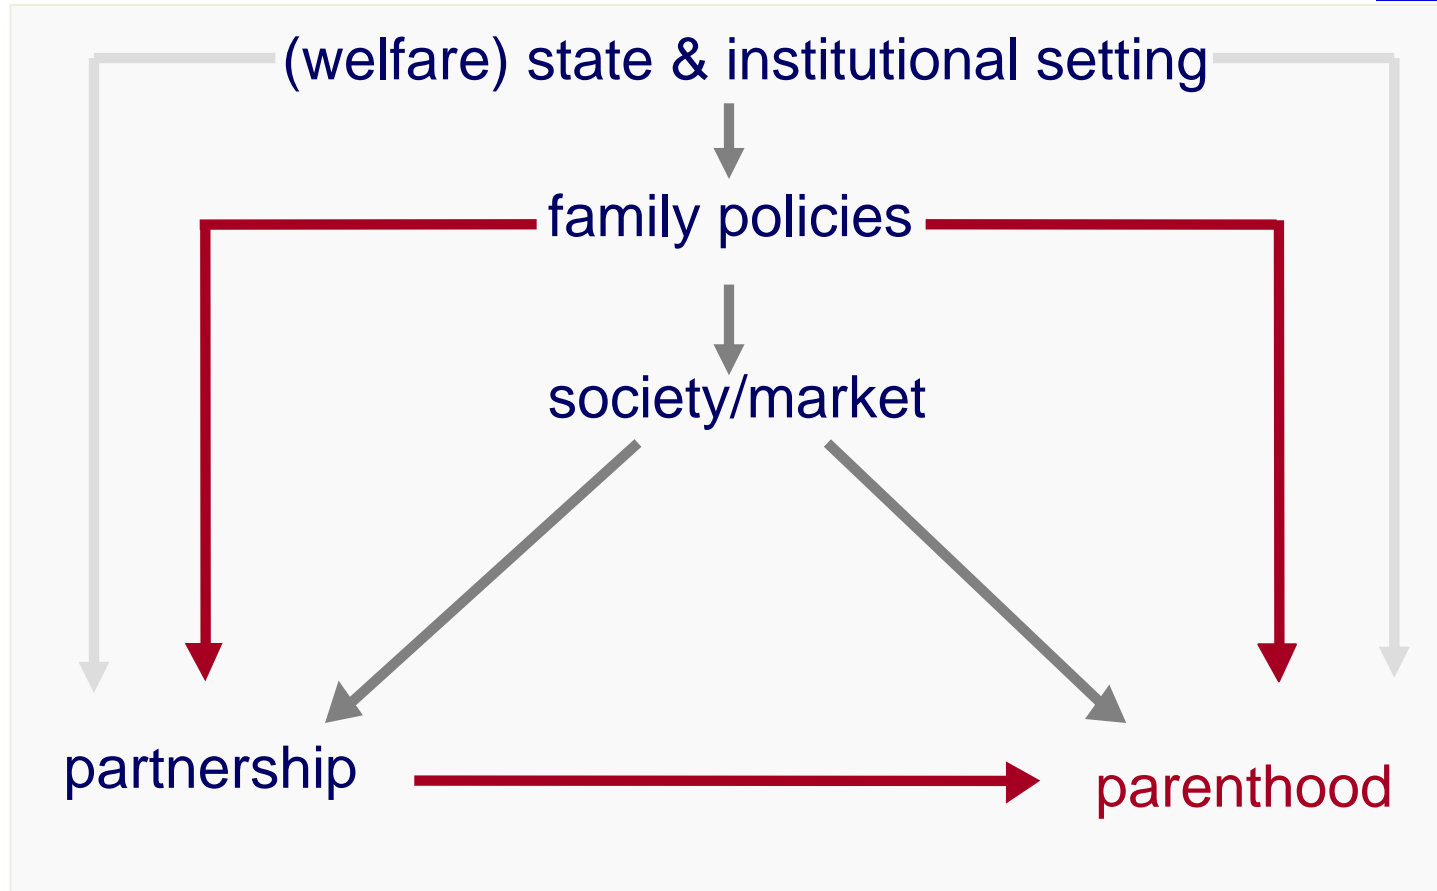 (welfare) state & institutional setting
family policies
society/market
partnership
parenthood